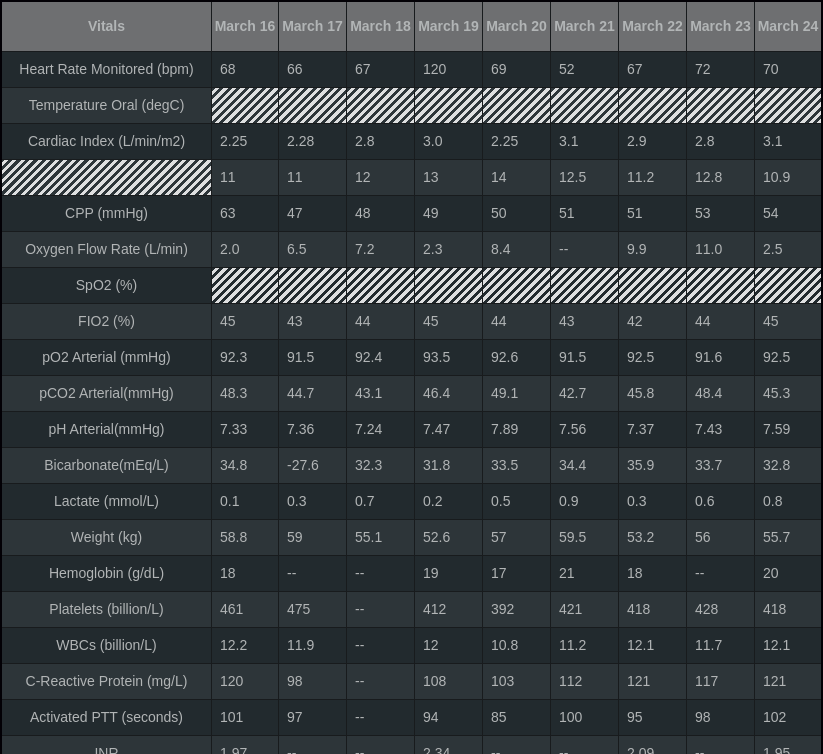 Vitals March 16 March 17 March 18 March 19 March 20 March 21 March 22 March 23 March 24
Heart Rate Monitored (bpm) 68 66 67 120 69 52 67 72 70
Temperature Oral (degC)
Cardiac Index (L/min/m2) 2.25 2.28 2.8 3.0 2.25 3.1 2.9 2.8 3.1
11 11 12 13 14 12.5 11.2 12.8 10.9
CPP (mmHg) 63 47 48 49 50 51 51 53 54
Oxygen Flow Rate (L/min) 2.0 6.5 7.2 2.3 8.4 -- 9.9 11.0 2.5
SpO2 (%)
FIO2 (%) 45 43 44 45 44 43 42 44 45
pO2 Arterial (mmHg) 92.3 91.5 92.4 93.5 92.6 91.5 92.5 91.6 92.5
pCO2 Arterial(mmHg) 48.3 44.7 43.1 46.4 49.1 42.7 45.8 48.4 45.3
pH Arterial(mmHg) 7.33 7.36 7.24 7.47 7.89 7.56 7.37 7.43 7.59
Bicarbonate(mEq/L) 34.8 -27.6 32.3 31.8 33.5 34.4 35.9 33.7 32.8
Lactate (mmol/L) 0.1 0.3 0.7 0.2 0.5 0.9 0.3 0.6 0.8
Weight (kg) 58.8 59 55.1 52.6 57 59.5 53.2 56 55.7
Hemoglobin (g/dL) 18 -- -- 19 17 21 18 -- 20
Platelets (billion/L) 461 475 -- 412 392 421 418 428 418
WBCs (billion/L) 12.2 11.9 -- 12 10.8 11.2 12.1 11.7 12.1
C-Reactive Protein (mg/L) 120 98 -- 108 103 112 121 117 121
Activated PTT (seconds) 101 97 -- 94 85 100 95 98 102
INR 1.97 -- -- 2.34 -- -- 2.09 -- 1.95